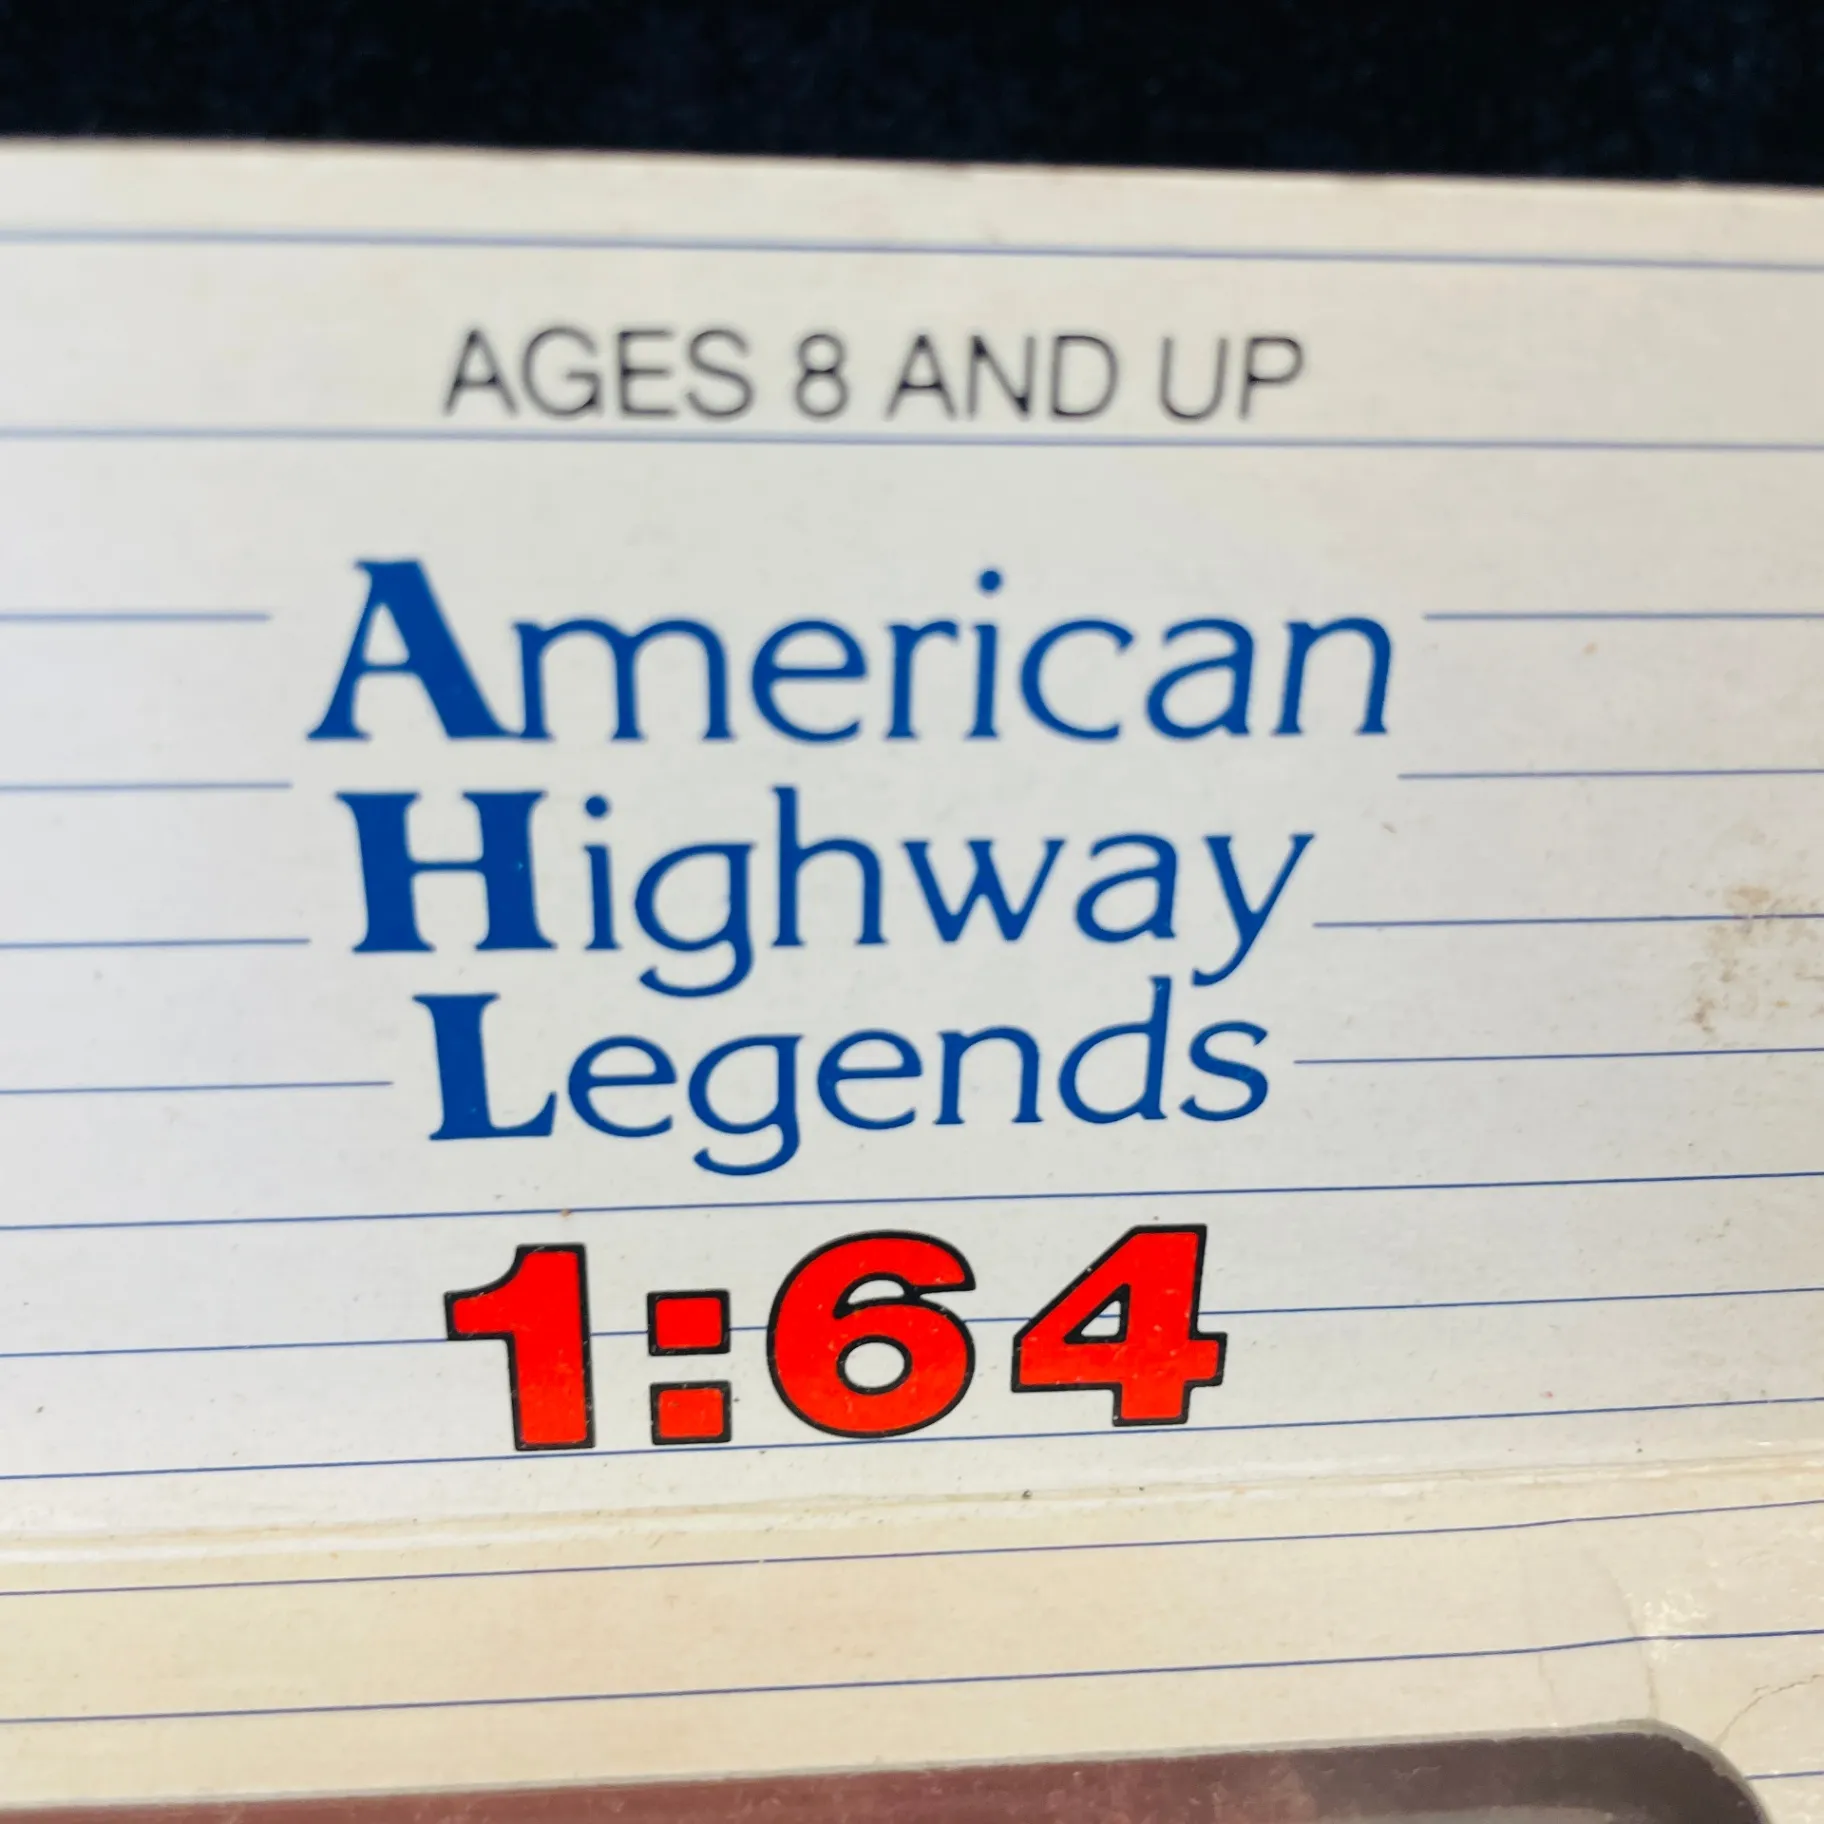 AGES 8 AND UP
American
Highway
Legends
1:64